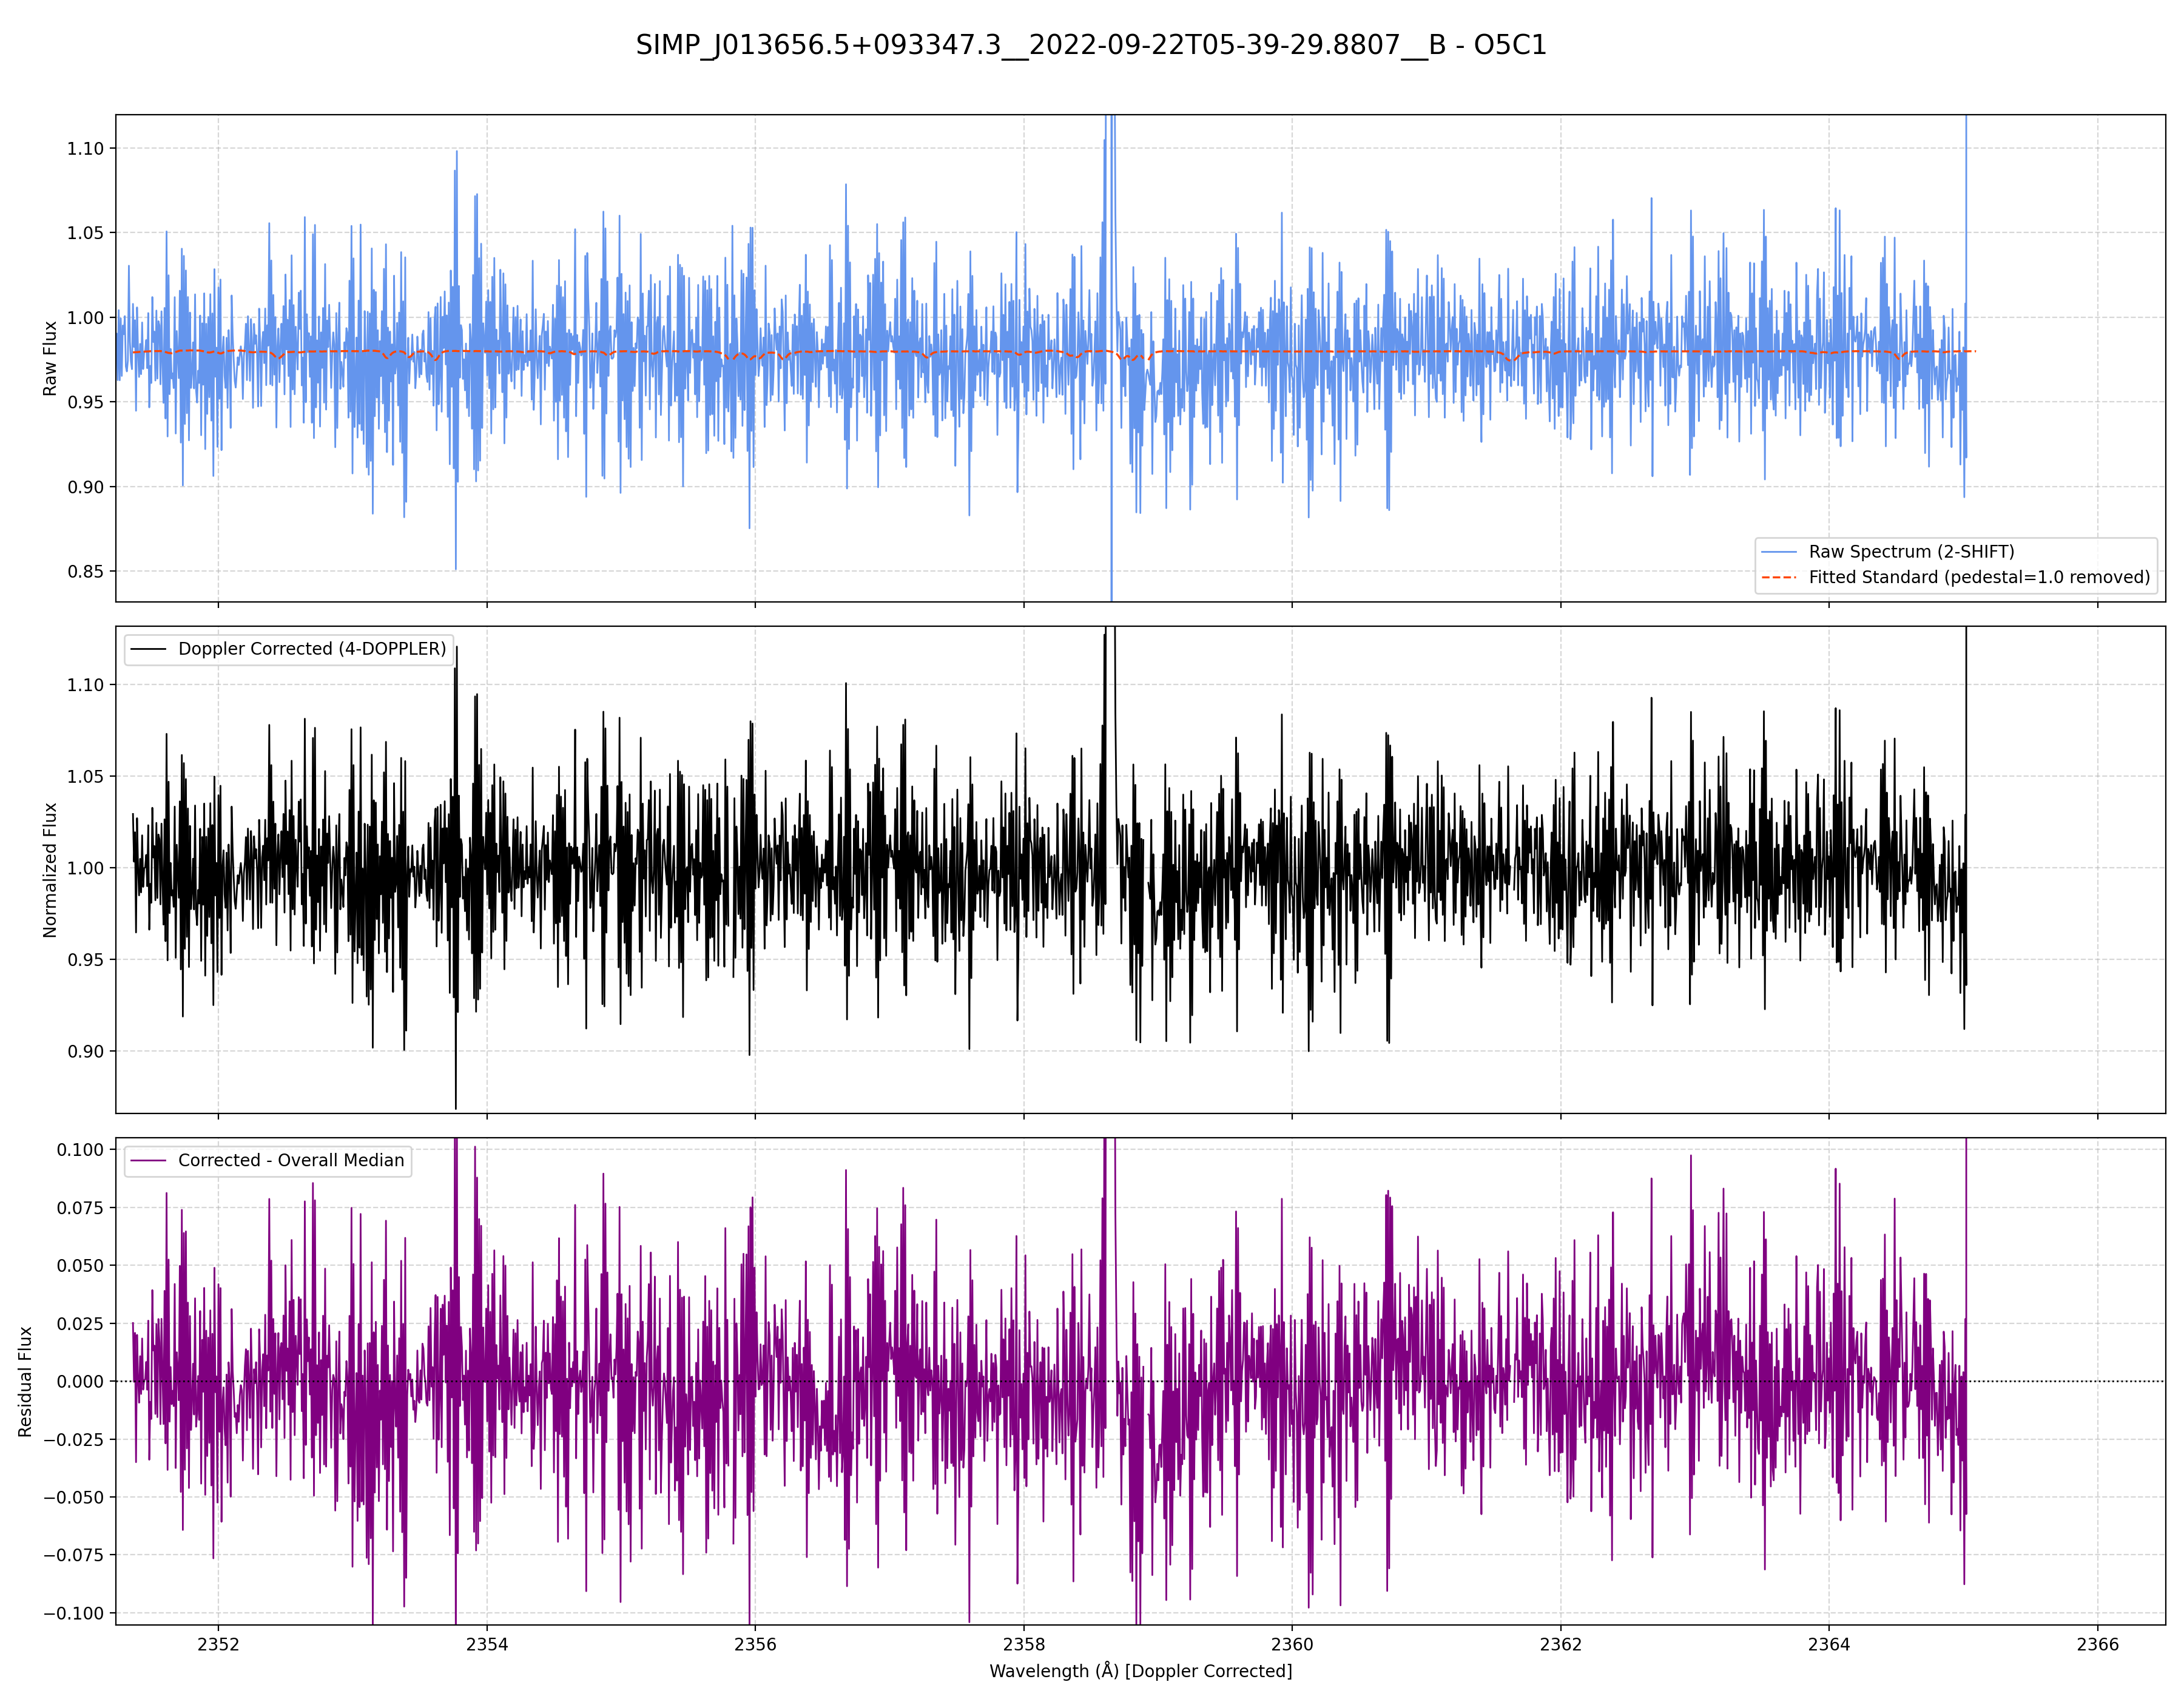 SIMP_J013656.5+093347.3__2022-09-22T05-39-29.8807__B - O5C1
1.10
1.05
1.00
0.95
0.90
0.85
Raw Flux
Raw Spectrum (2-SHIFT)
Fitted Standard (pedestal=1.0 removed)
Doppler Corrected (4-DOPPLER)
1.10
1.05
1.00
0.95
0.90
Normalized Flux
Corrected - Overall Median
0.100
0.075
0.050
0.025
0.000
−0.025
−0.050
−0.075
−0.100
Residual Flux
2352 2354 2356 2358 2360 2362 2364 2366
Wavelength (Å) [Doppler Corrected]